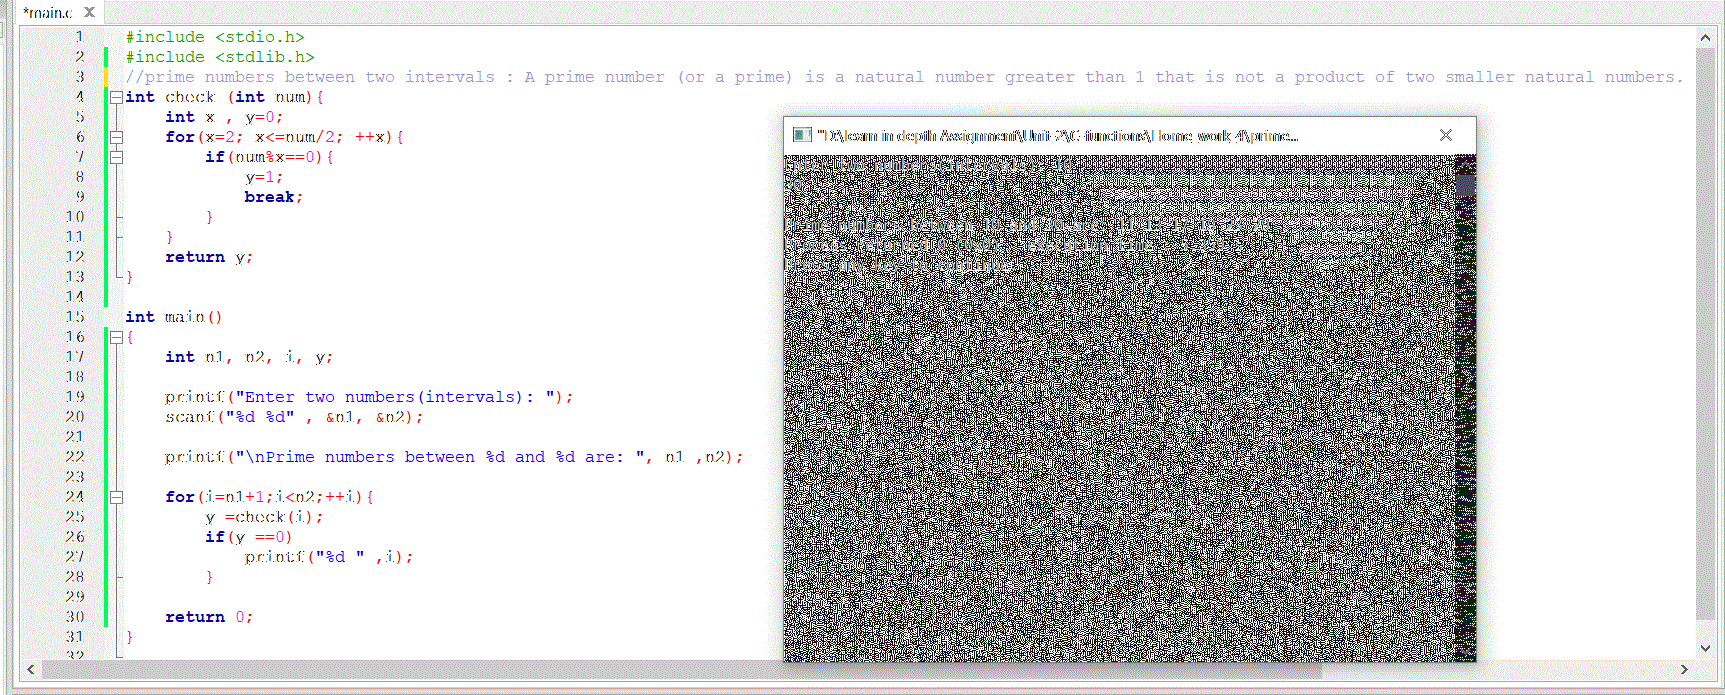 *main.c
1 #include <stdio.h>
2 #include <stdlib.h>
3 //prime numbers between two intervals : A prime number (or a prime) is a natural number greater than 1 that is not a product of two smaller natural numbers.
4 int check (int num){
5 int x , y=0;
6 for(x=2; x<=num/2; ++x){
7 if(num%x==0){
8 y=1;
9 break;
10 }
11 }
12 return y;
13 }
14
15 int main()
16 {
17 int n1, n2, i, y;
18
19 printf("Enter two numbers(intervals): ");
20 scanf("%d %d" , &n1, &n2);
21
22 printf("\nPrime numbers between %d and %d are: ", n1 ,n2);
23
24 for(i=n1+1;i<n2;++i){
25 y =check(i);
26 if(y ==0)
27 printf("%d " ,i);
28 }
29
30 return 0;
31 }
32
"D:\learn in depth Assignment\Unit-2\C functions\Home work 4\prime...